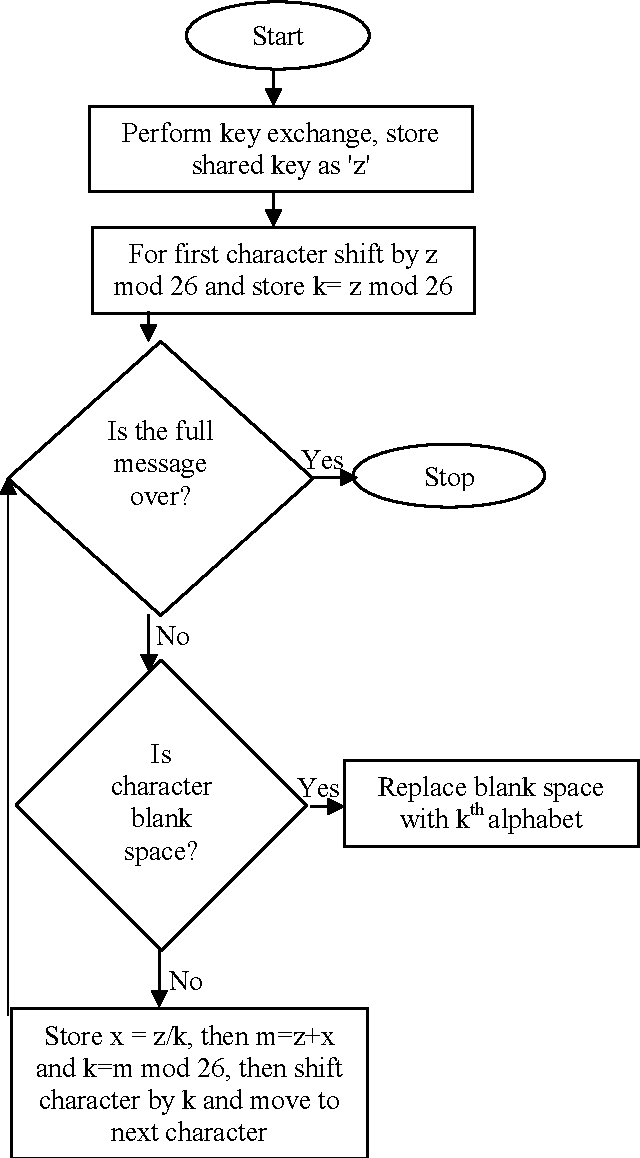 Start
Perform key exchange, store
shared key as 'z'
For first character shift by z
mod 26 and store k= z mod 26
Is the full
message
over?
Yes
Stop
No
Is
character
blank
space?
Yes
Replace blank space
with kth alphabet
No
Store x = z/k, then m=z+x
and k=m mod 26, then shift
character by k and move to
next character